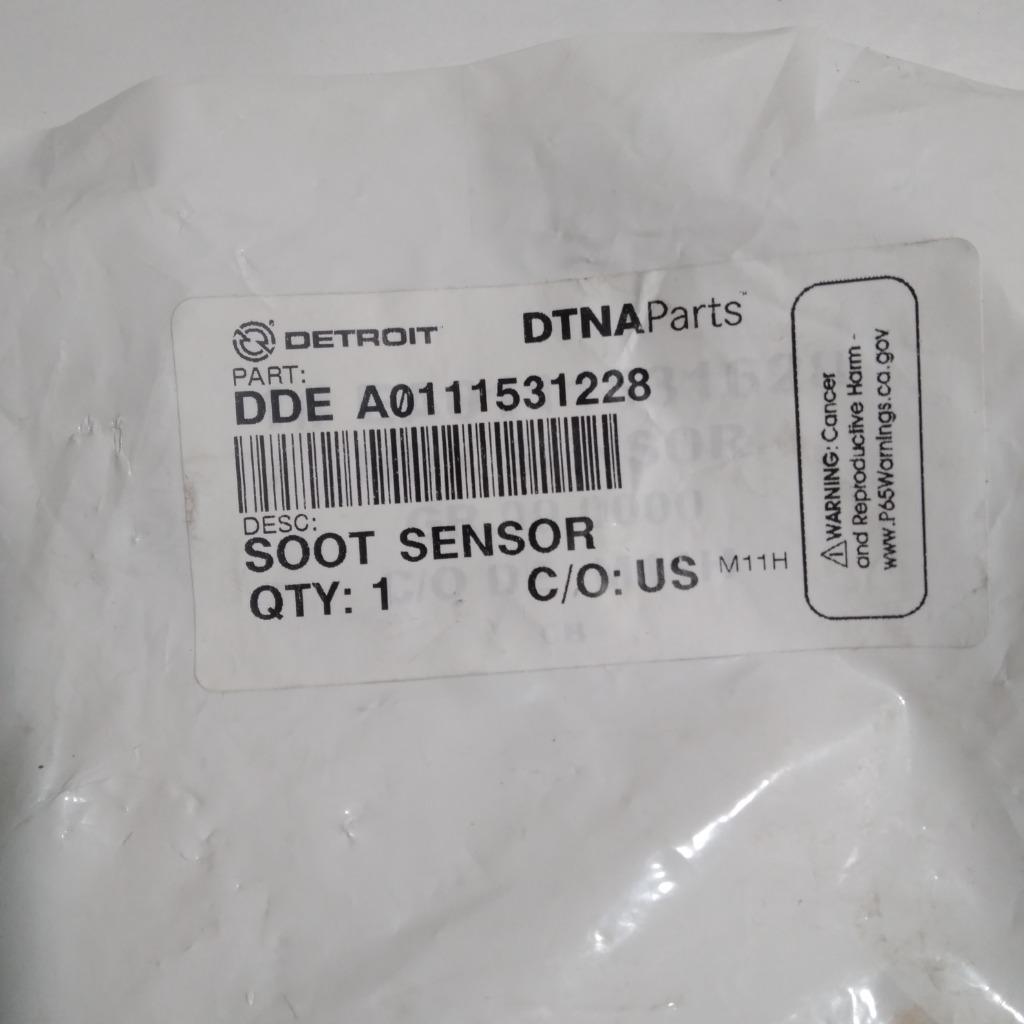 DETROIT
DTNAParts
PART:
DDE A0111531228
DESC:
SOOT SENSOR
QTY: 1 C/O: US M11H
⚠WARNING: Cancer
and Reproductive Harm -
www.P65Warnings.ca.gov